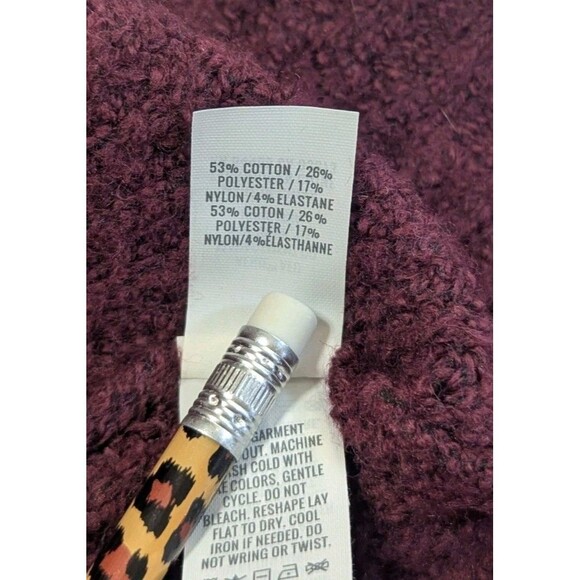 53% COTTON / 26%
POLYESTER / 17%
NYLON / 4% ELASTANE
53% COTON / 26%
POLYESTER / 17%
NYLON/4%ÉLASTHANNE
GARMENT
OUT. MACHINE
SH COLD WITH
COLORS, GENTLE
CYCLE. DO NOT
BLEACH. RESHAPE LAY
FLAT TO DRY. COOL
IRON IF NEEDED. DO
NOT WRING OR TWIST.